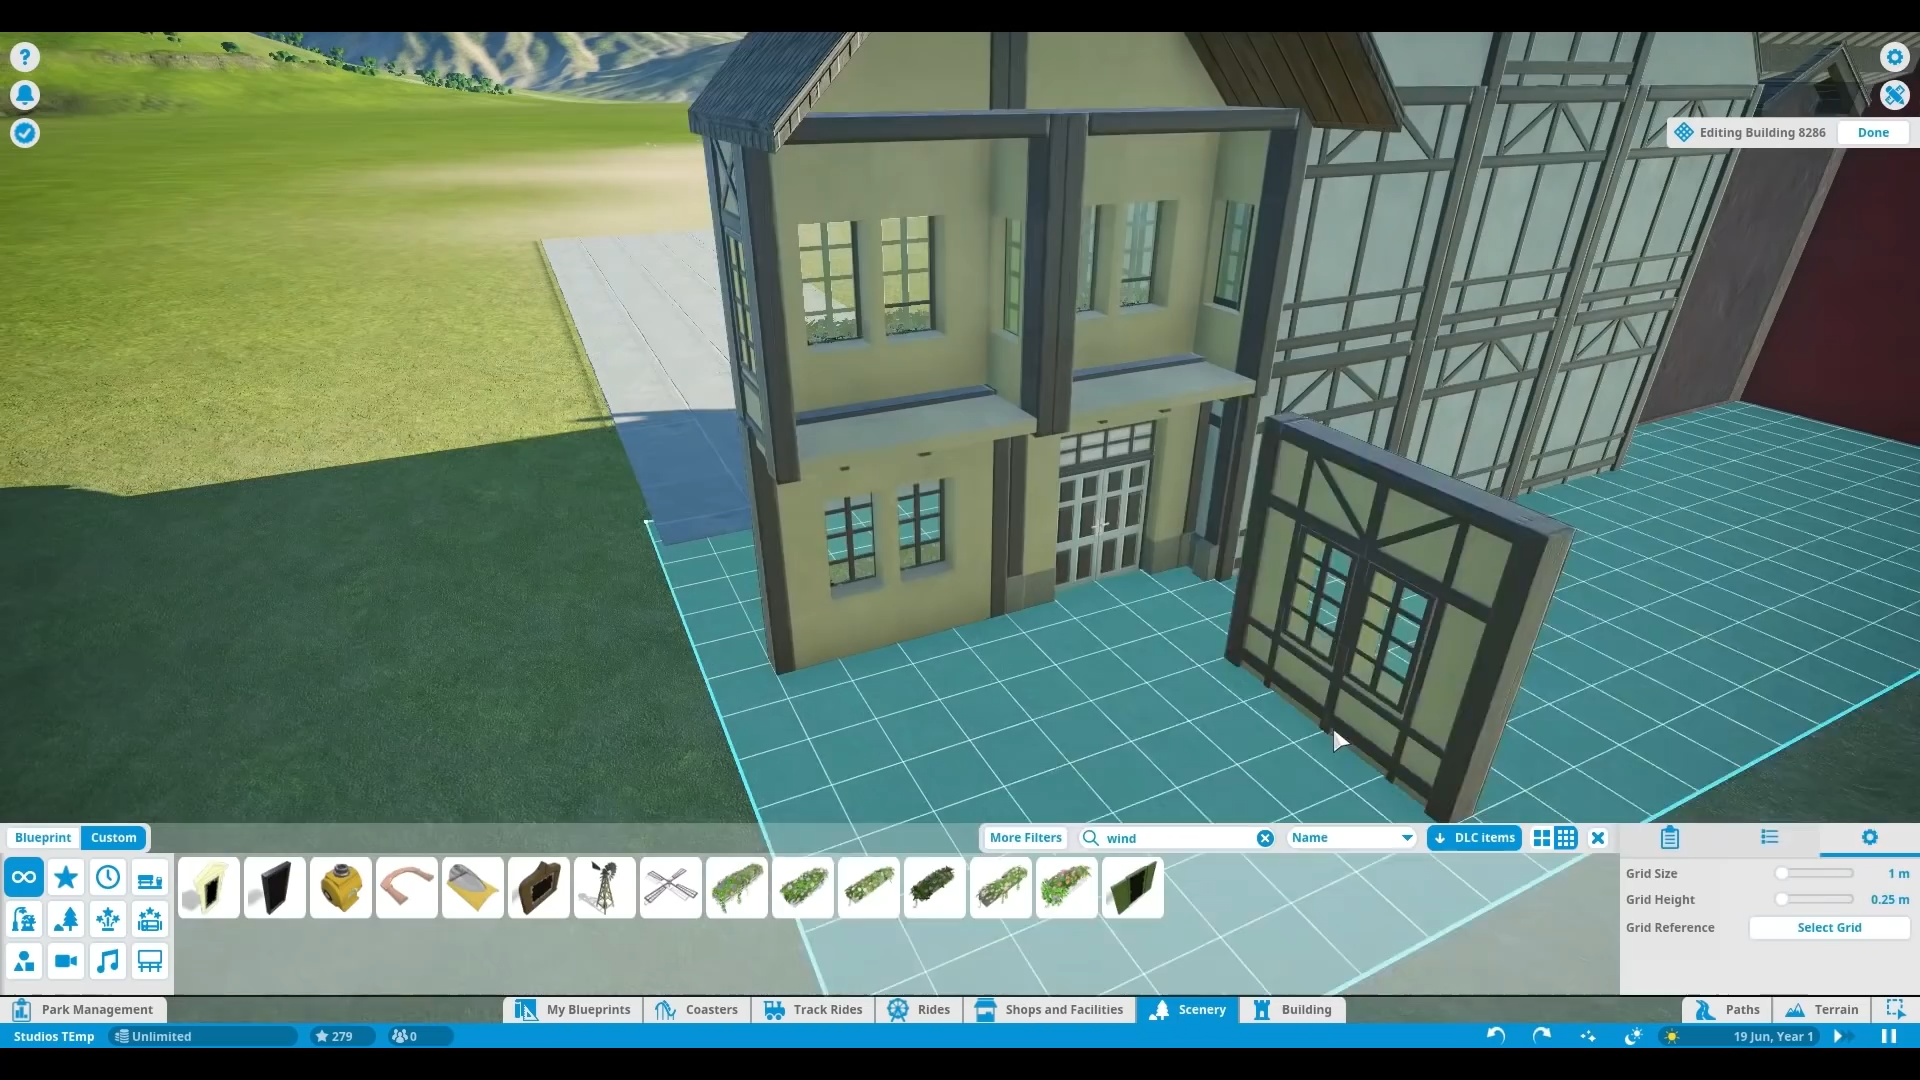 ?
Editing Building 8286
Done
Blueprint
Custom
More Filters
wind
Name
DLC items
Grid Size
1 m
Grid Height
0.25 m
Grid Reference
Select Grid
Park Management
My Blueprints
Coasters
Track Rides
Rides
Shops and Facilities
Scenery
Building
Paths
Terrain
Studios TEmp
Unlimited
279
0
19 Jun, Year 1